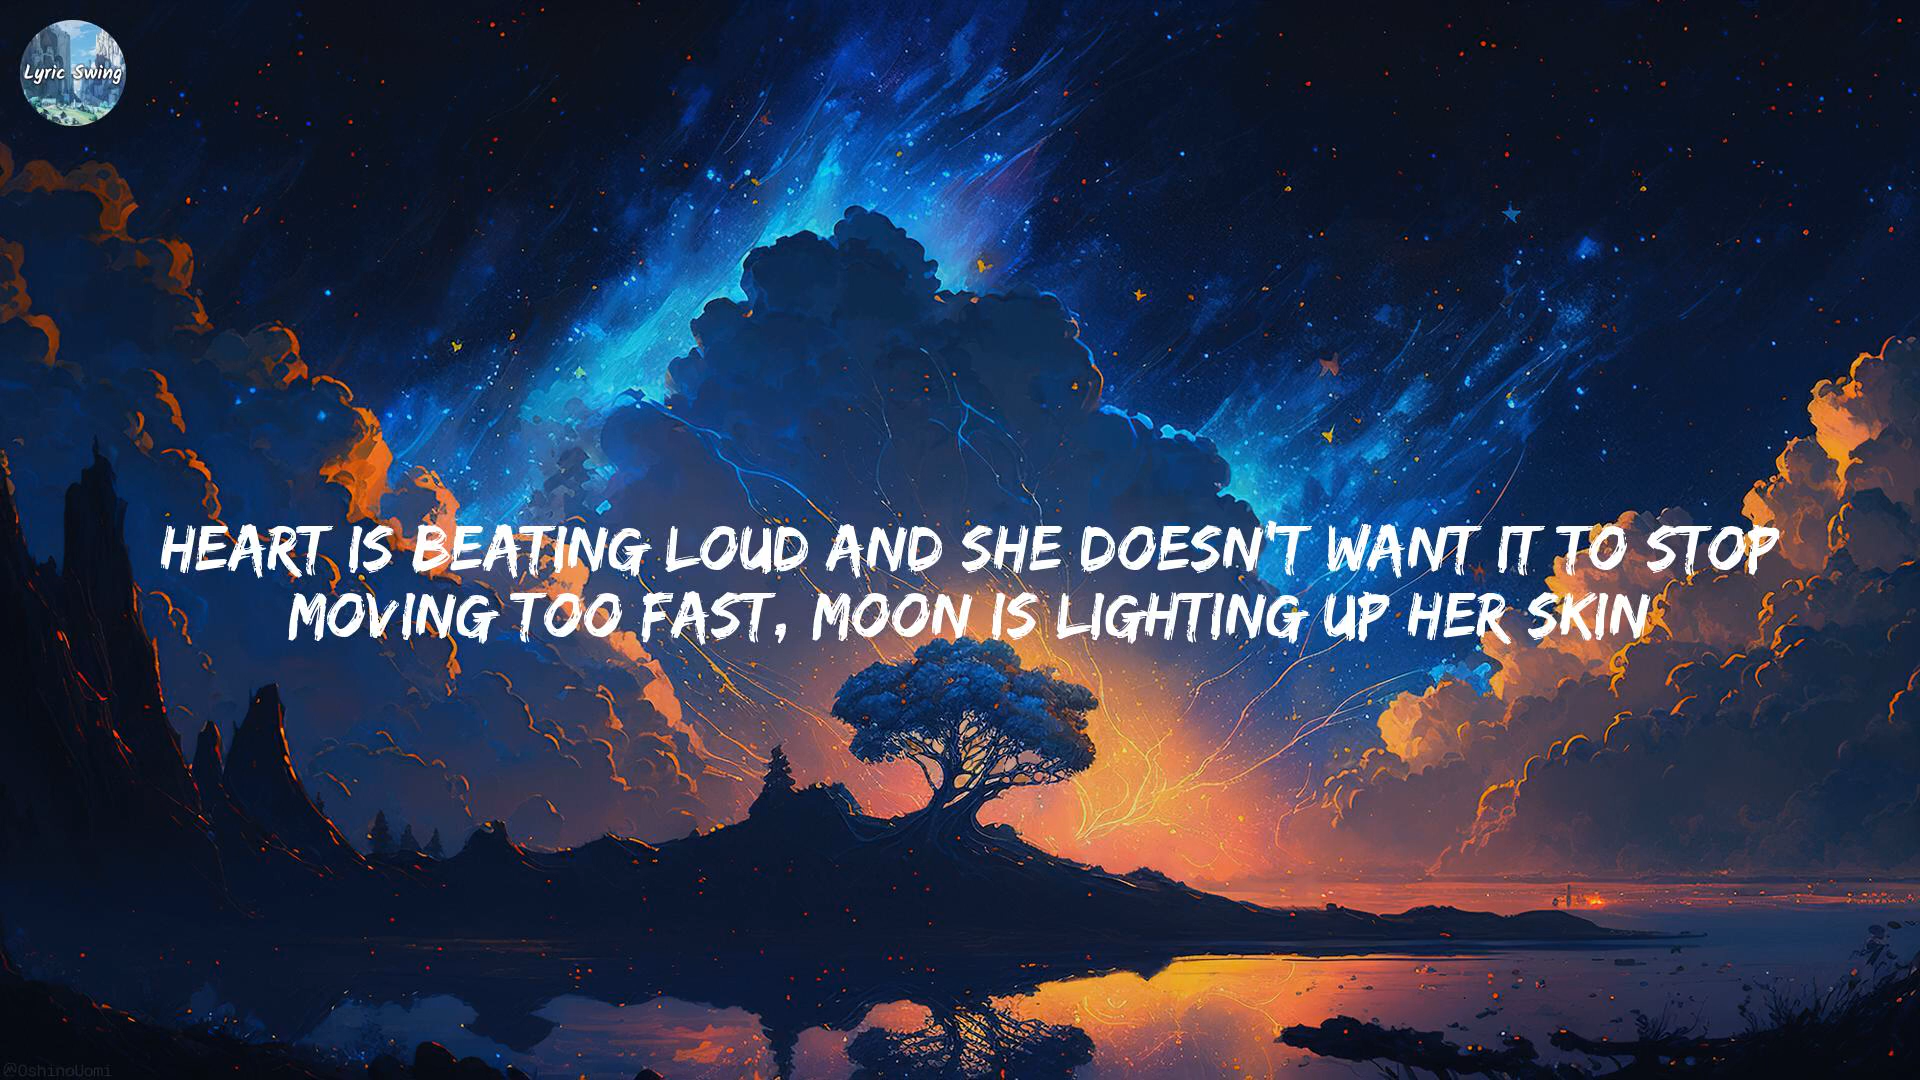 Lyric Swing
HEART IS BEATING LOUD AND SHE DOESN'T WANT IT TO STOP
MOVING TOO FAST, MOON IS LIGHTING UP HER SKIN
@OshinoUomi